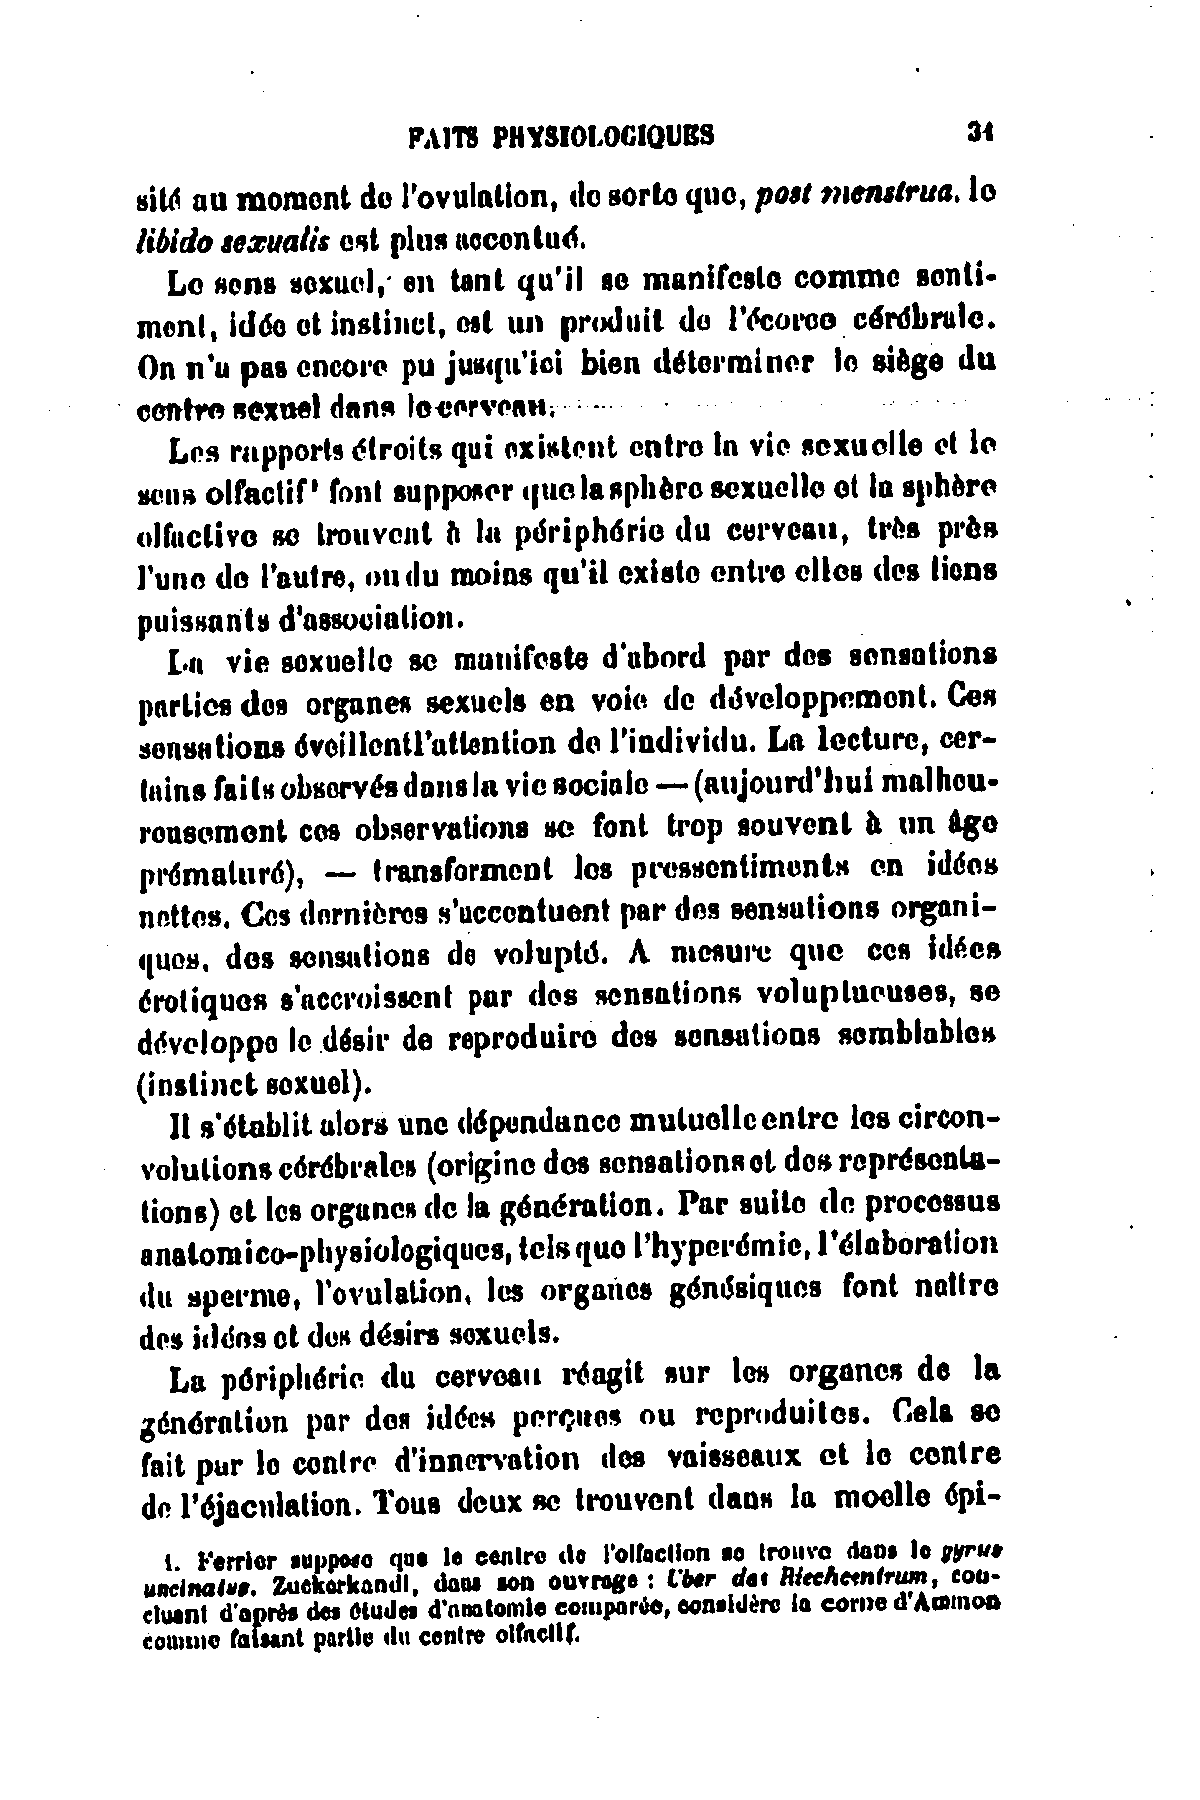 FAITS PHYSIOLOGIQUES 31
sité au moment de l'ovulation, de sorte que, post menstrua, le
libido sexualis est plus accentué.
Le sens sexuel, en tant qu'il se manifeste comme senti-
ment, idée et instinct, est un produit de l'écorce cérébrale.
On n'a pas encore pu jusqu'ici bien déterminer le siège du
centre sexuel dans le cerveau.
Les rapports étroits qui existent entre la vie sexuelle et le
sens olfactif¹ font supposer que la sphère sexuelle et la sphère
olfactive se trouvent à la périphérie du cerveau, très près
l'une de l'autre, ou du moins qu'il existe entre elles des liens
puissants d'association.
La vie sexuelle se manifeste d'abord par des sensations
parties des organes sexuels en voie de développement. Ces
sensations éveillent l'attention de l'individu. La lecture, cer-
tains faits observés dans la vie sociale — (aujourd'hui malheu-
reusement ces observations se font trop souvent à un âge
prématuré), — transforment les pressentiments en idées
nettes. Ces dernières s'accentuent par des sensations organi-
ques, des sensations de volupté. A mesure que ces idées
érotiques s'accroissent par des sensations voluptueuses, se
développe le désir de reproduire des sensations semblables
(instinct sexuel).
Il s'établit alors une dépendance mutuelle entre les circon-
volutions cérébrales (origine des sensations et des représenta-
tions) et les organes de la génération. Par suite de processus
anatomico-physiologiques, tels que l'hyperémie, l'élaboration
du sperme, l'ovulation, les organes génésiques font naître
des idées et des désirs sexuels.
La périphérie du cerveau réagit sur les organes de la
génération par des idées perçues ou reproduites. Cela se
fait par le centre d'innervation des vaisseaux et le centre
de l'éjaculation. Tous deux se trouvent dans la moelle épi-
1. Ferrier suppose que le centre de l'olfaction se trouve dans le gyrus
uncinatus. Zuckerkandl, dans son ouvrage : Über das Riechcentrum, con-
cluant d'après des études d'anatomie comparée, considère la corne d'Ammon
comme faisant partie du centre olfactif.